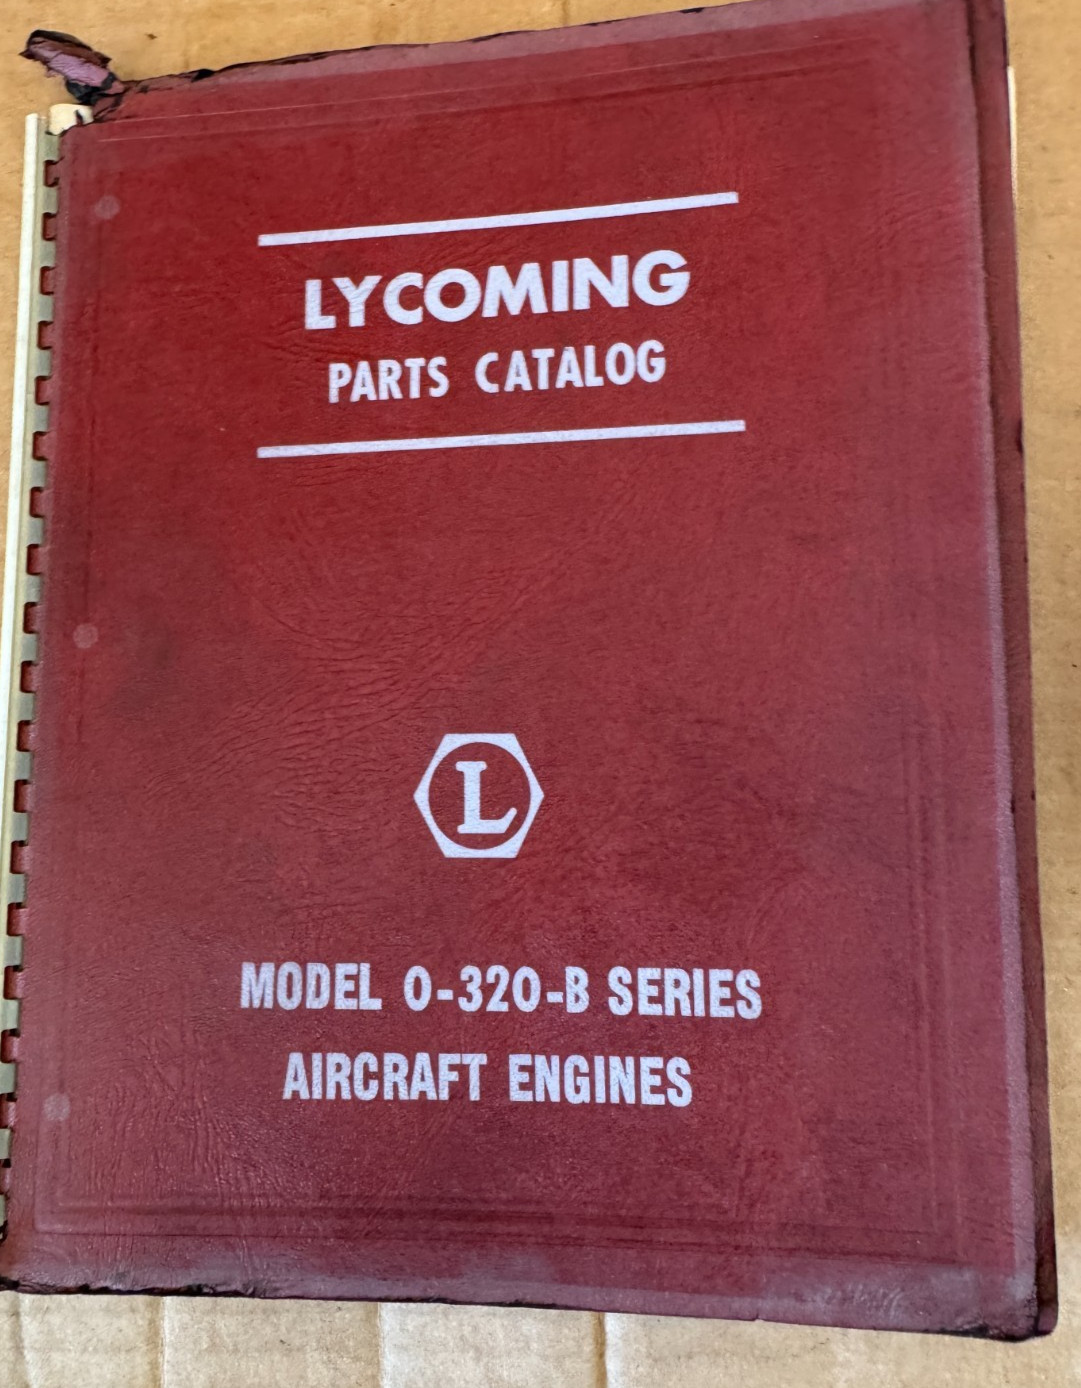 LYCOMING
PARTS CATALOG
L
MODEL O-320-B SERIES
AIRCRAFT ENGINES